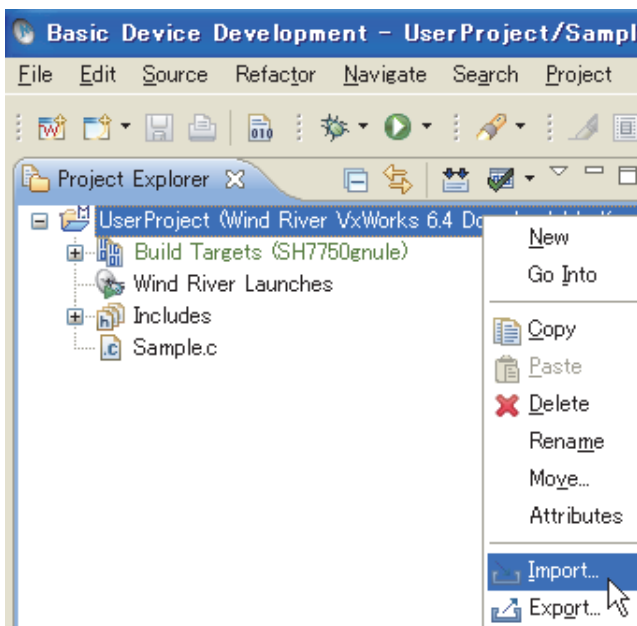 Basic Device Development - UserProject/Sampl
File Edit Source Refactor Navigate Search Project
010
Project Explorer
UserProject (Wind River VxWorks 6.4
Build Targets (SH7750gnule)
Wind River Launches
Includes
Sample.c
New
Go Into
Copy
Paste
Delete
Rename
Move...
Attributes
Import...
Export...